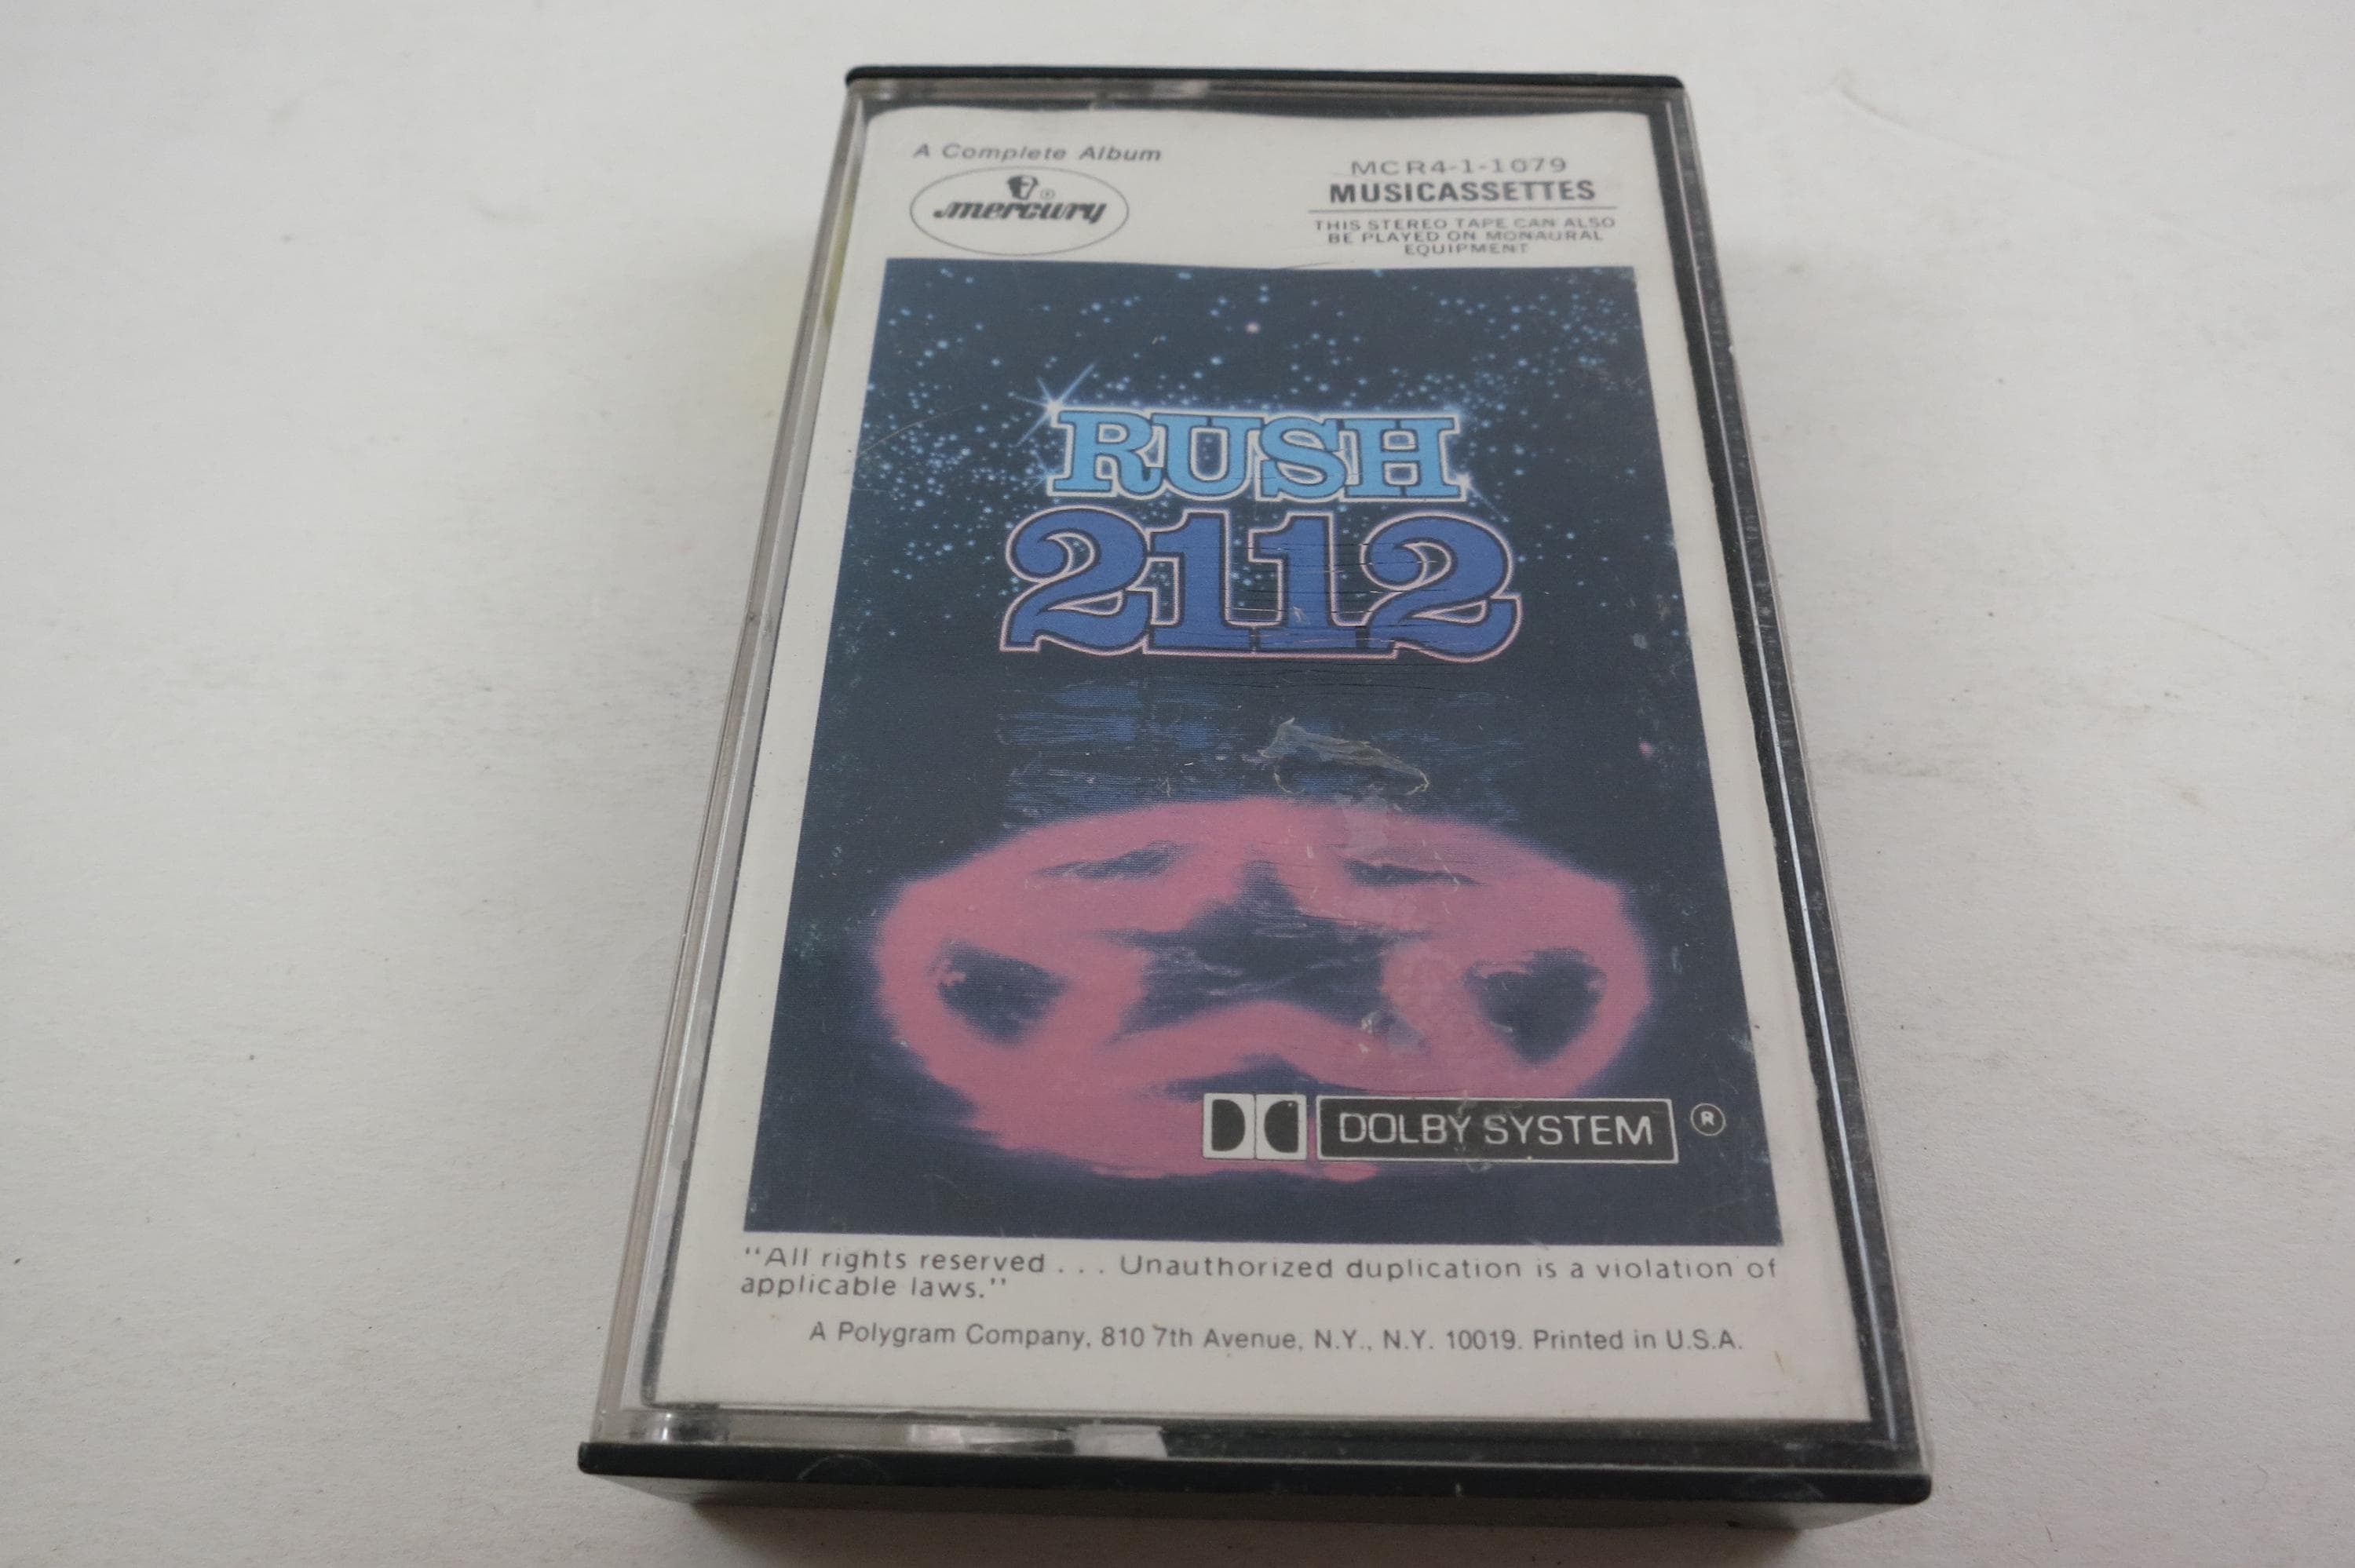 A Complete Album
mercury ®
MCR4-1-1079
MUSICASSETTES
THIS STEREO TAPE CAN ALSO
BE PLAYED ON MONAURAL
EQUIPMENT
RUSH
2112
DOLBY SYSTEM ®
"All rights reserved . . . Unauthorized duplication is a violation of
applicable laws."
A Polygram Company, 810 7th Avenue, N.Y., N.Y. 10019. Printed in U.S.A.